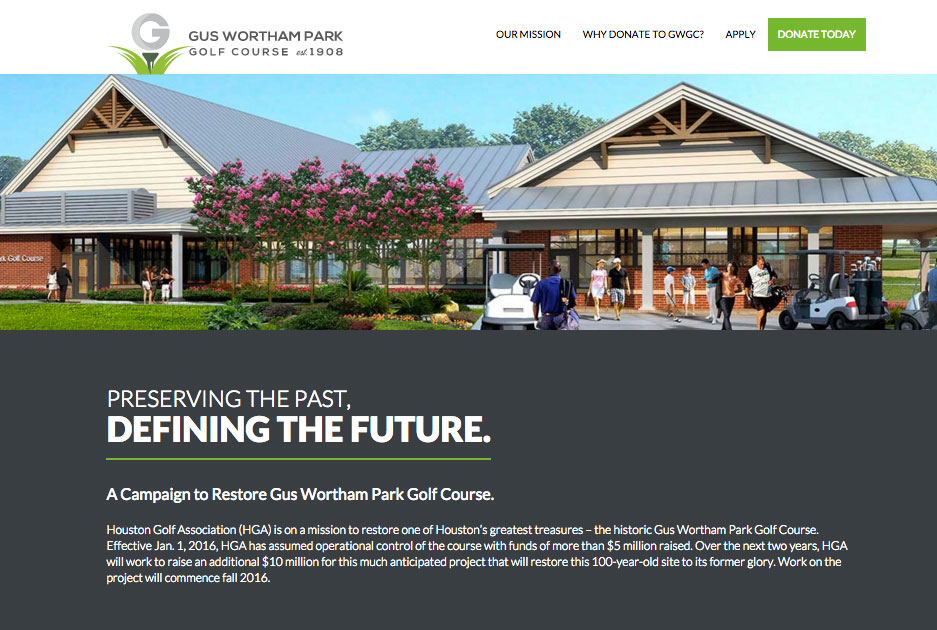 G
GUS WORTHAM PARK
GOLF COURSE est.1908
OUR MISSION
WHY DONATE TO GWGC?
APPLY
DONATE TODAY
rk Golf Course
PRESERVING THE PAST,
DEFINING THE FUTURE.
A Campaign to Restore Gus Wortham Park Golf Course.
Houston Golf Association (HGA) is on a mission to restore one of Houston's greatest treasures – the historic Gus Wortham Park Golf Course.
Effective Jan. 1, 2016, HGA has assumed operational control of the course with funds of more than $5 million raised. Over the next two years, HGA
will work to raise an additional $10 million for this much anticipated project that will restore this 100-year-old site to its former glory. Work on the
project will commence fall 2016.